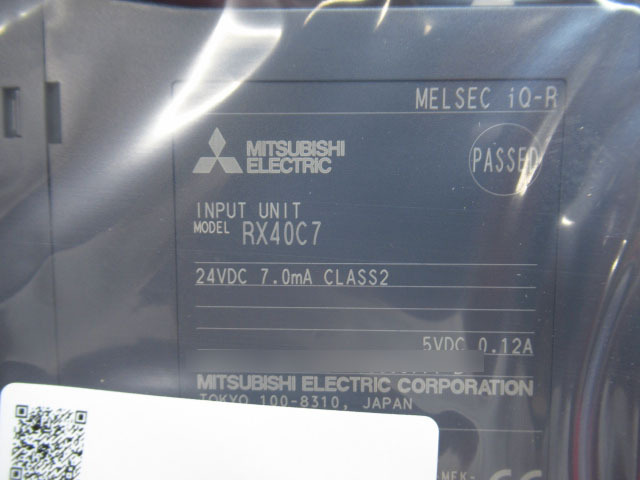 MELSEC iQ-R
MITSUBISHI
ELECTRIC
PASSED
INPUT UNIT
MODEL RX40C7
24VDC 7.0mA CLASS2
5VDC 0.12A
MITSUBISHI ELECTRIC CORPORATION
TOKYO 100-8310, JAPAN